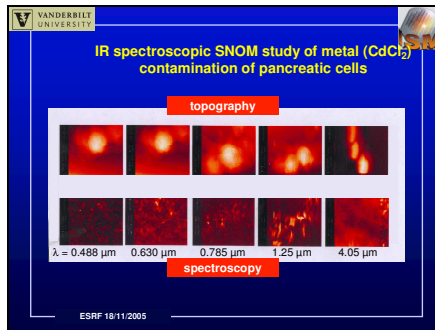 VANDERBILT
UNIVERSITY
IR spectroscopic SNOM study of metal (CdCl2)
contamination of pancreatic cells
topography
λ = 0.488 µm 0.630 µm 0.785 µm 1.25 µm 4.05 µm
spectroscopy
ESRF 18/11/2005